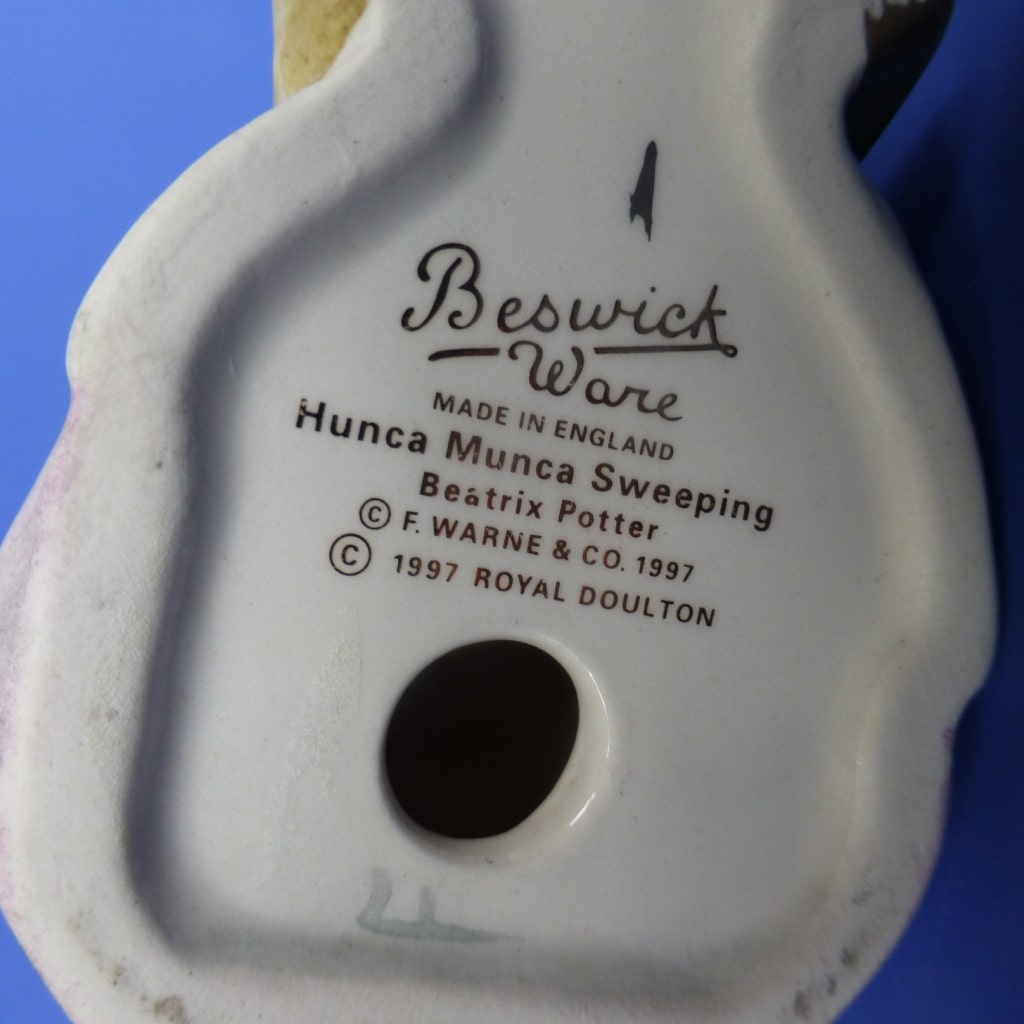 Beswick
Ware
MADE IN ENGLAND
Hunca Munca Sweeping
Beatrix Potter
© F. WARNE & CO. 1997
© 1997 ROYAL DOULTON